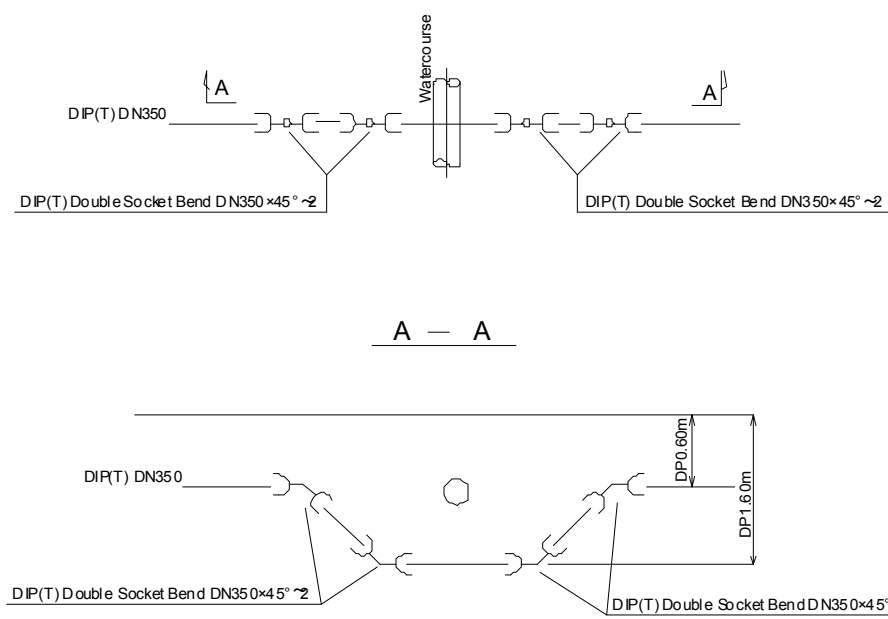 Watercourse
A
A
DIP(T) DN350
DIP(T) Double Socket Bend DN350×45°~2
DIP(T) Double Socket Bend DN350×45°~2
A — A
DP0.60m
DP1.60m
DIP(T) DN350
DIP(T) Double Socket Bend DN350×45°~2
DIP(T) Double Socket Bend DN350×45°